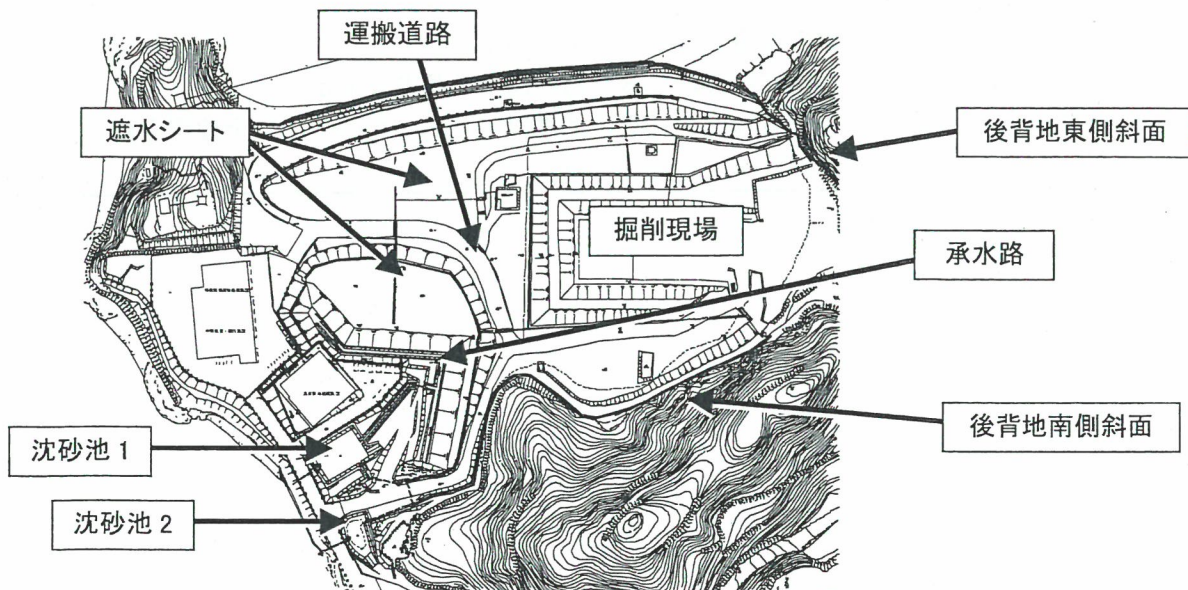 運搬道路
遮水シート
後背地東側斜面
掘削現場
承水路
後背地南側斜面
沈砂池 1
沈砂池 2